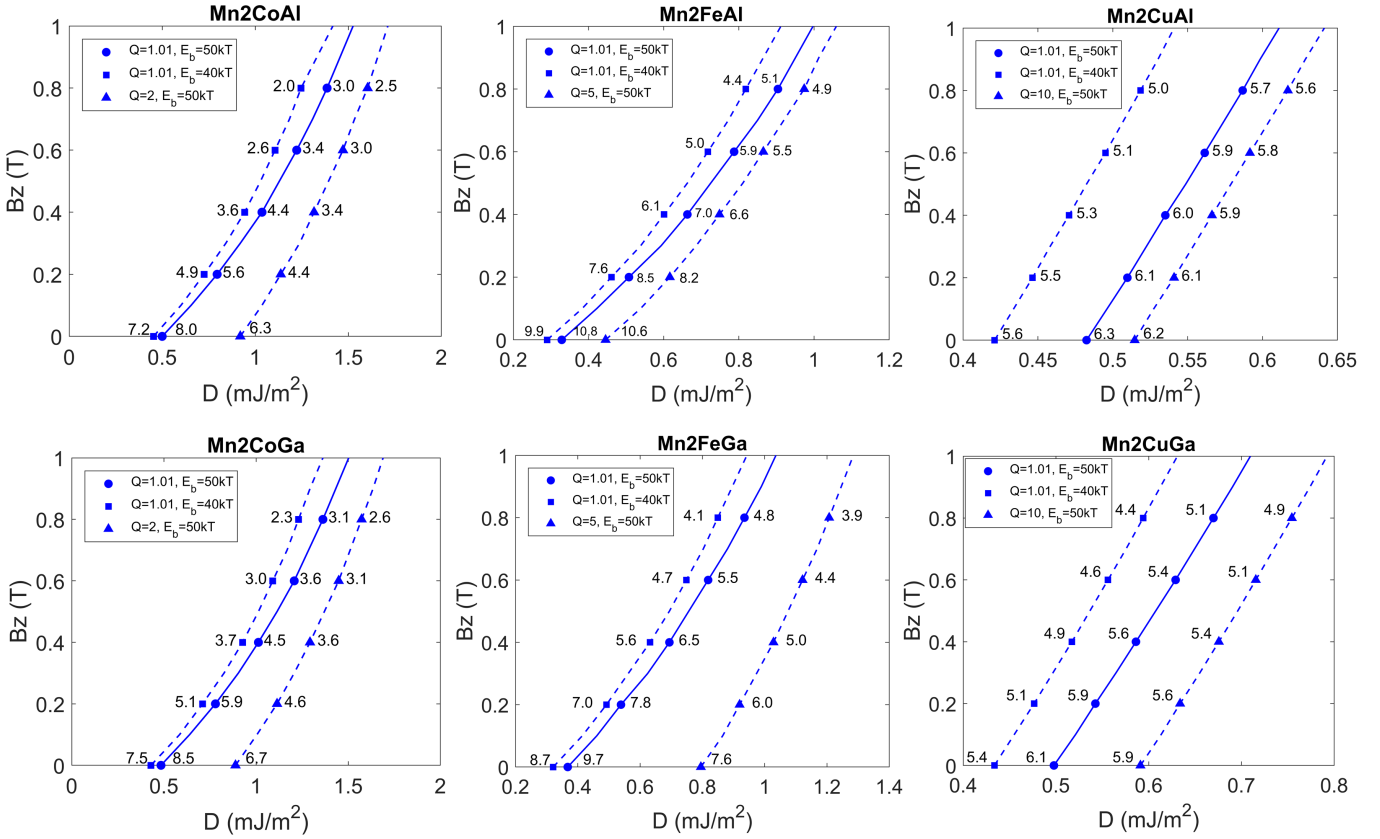 Mn2CoAl
Bz (T)
1
0.8
0.6
0.4
0.2
0
Q=1.01, E_b=50kT
Q=1.01, E_b=40kT
Q=2, E_b=50kT
2.0 3.0 2.5
2.6 3.4 3.0
3.6 4.4 3.4
4.9 5.6 4.4
7.2 8.0 6.3
0 0.5 1 1.5 2
D (mJ/m²)
Mn2FeAl
Bz (T)
1
0.8
0.6
0.4
0.2
0
Q=1.01, E_b=50kT
Q=1.01, E_b=40kT
Q=5, E_b=50kT
4.4 5.1 4.9
5.0 5.9 5.5
6.1 7.0 6.6
7.6 8.5 8.2
9.9 10.8 10.6
0.2 0.4 0.6 0.8 1 1.2
D (mJ/m²)
Mn2CuAl
Bz (T)
1
0.8
0.6
0.4
0.2
0
Q=1.01, E_b=50kT
Q=1.01, E_b=40kT
Q=10, E_b=50kT
5.0 5.7 5.6
5.1 5.9 5.8
5.3 6.0 5.9
5.5 6.1 6.1
5.6 6.3 6.2
0.4 0.45 0.5 0.55 0.6 0.65
D (mJ/m²)
Mn2CoGa
Bz (T)
1
0.8
0.6
0.4
0.2
0
Q=1.01, E_b=50kT
Q=1.01, E_b=40kT
Q=2, E_b=50kT
2.3 3.1 2.6
3.0 3.6 3.1
3.7 4.5 3.6
5.1 5.9 4.6
7.5 8.5 6.7
0 0.5 1 1.5 2
D (mJ/m²)
Mn2FeGa
Bz (T)
1
0.8
0.6
0.4
0.2
0
Q=1.01, E_b=50kT
Q=1.01, E_b=40kT
Q=5, E_b=50kT
4.1 4.8 3.9
4.7 5.5 4.4
5.6 6.5 5.0
7.0 7.8 6.0
8.7 9.7 7.6
0.2 0.4 0.6 0.8 1 1.2 1.4
D (mJ/m²)
Mn2CuGa
Bz (T)
1
0.8
0.6
0.4
0.2
0
Q=1.01, E_b=50kT
Q=1.01, E_b=40kT
Q=10, E_b=50kT
4.4 5.1 4.9
4.6 5.4 5.1
4.9 5.6 5.4
5.1 5.9 5.6
5.4 6.1 5.9
0.4 0.5 0.6 0.7 0.8
D (mJ/m²)